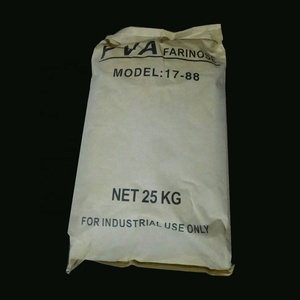 PVA FARINOSE
MODEL:17-88
NET 25 KG
FOR INDUSTRIAL USE ONLY